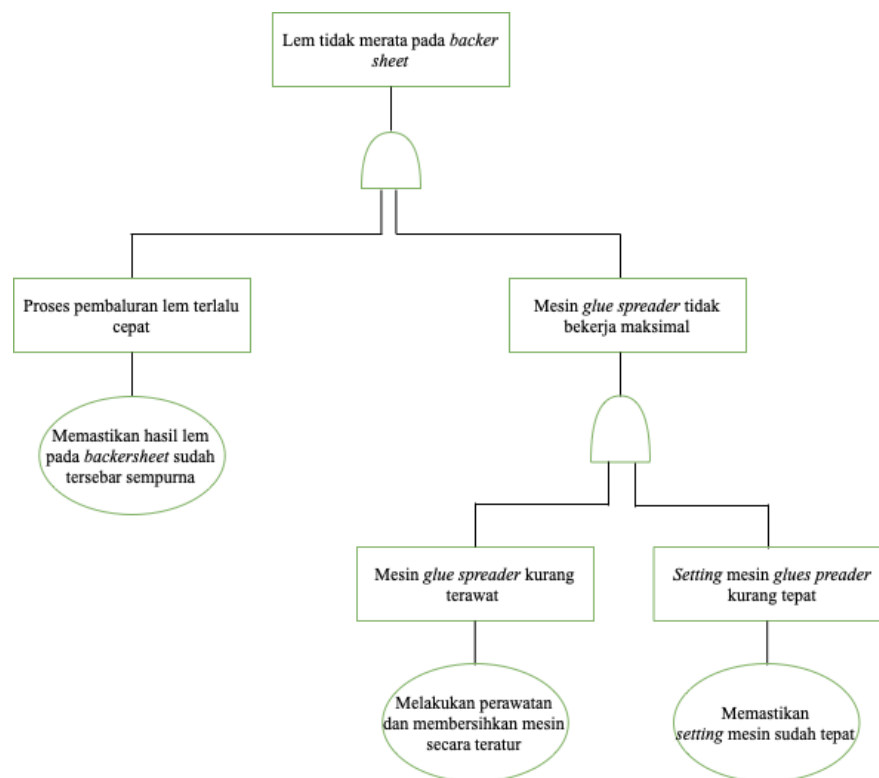 Lem tidak merata pada backer
sheet
Proses pembaluran lem terlalu
cepat
Mesin glue spreader tidak
bekerja maksimal
Memastikan hasil lem
pada backersheet sudah
tersebar sempurna
Mesin glue spreader kurang
terawat
Setting mesin glues preader
kurang tepat
Melakukan perawatan
dan membersihkan mesin
secara teratur
Memastikan
setting mesin sudah tepat